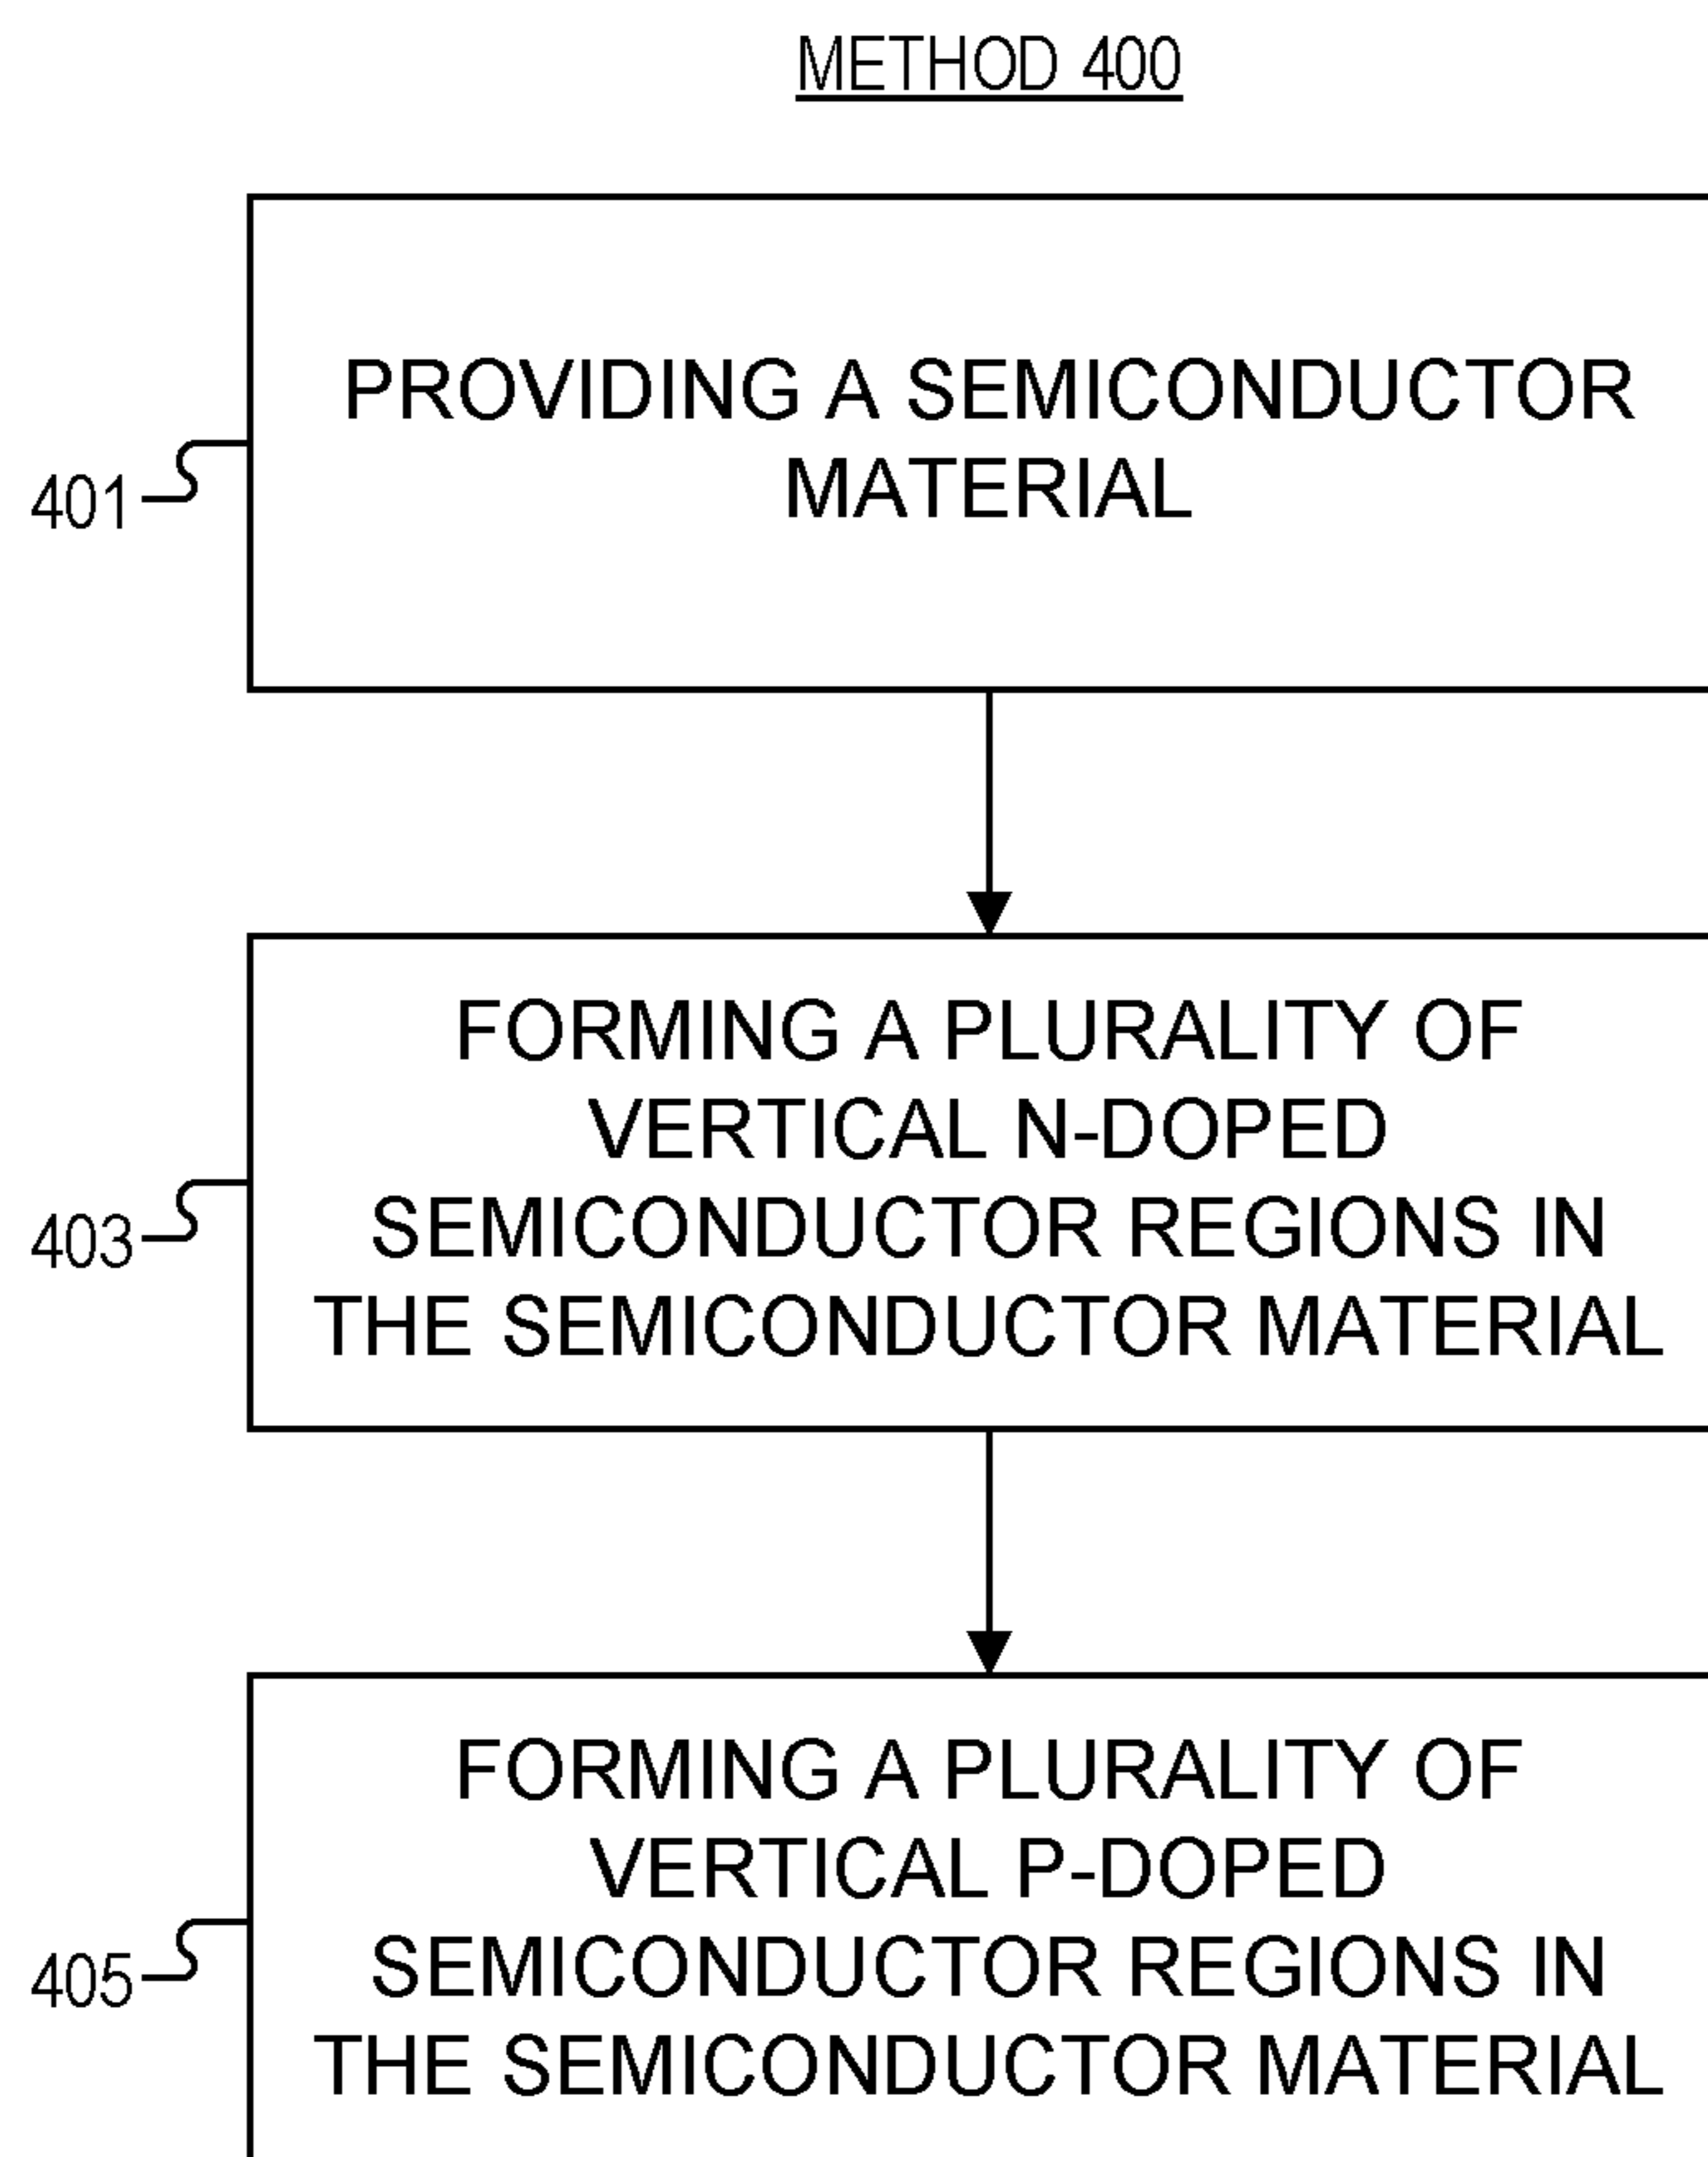 METHOD 400
PROVIDING A SEMICONDUCTOR
MATERIAL
401
FORMING A PLURALITY OF
VERTICAL N-DOPED
SEMICONDUCTOR REGIONS IN
THE SEMICONDUCTOR MATERIAL
403
FORMING A PLURALITY OF
VERTICAL P-DOPED
SEMICONDUCTOR REGIONS IN
THE SEMICONDUCTOR MATERIAL
405